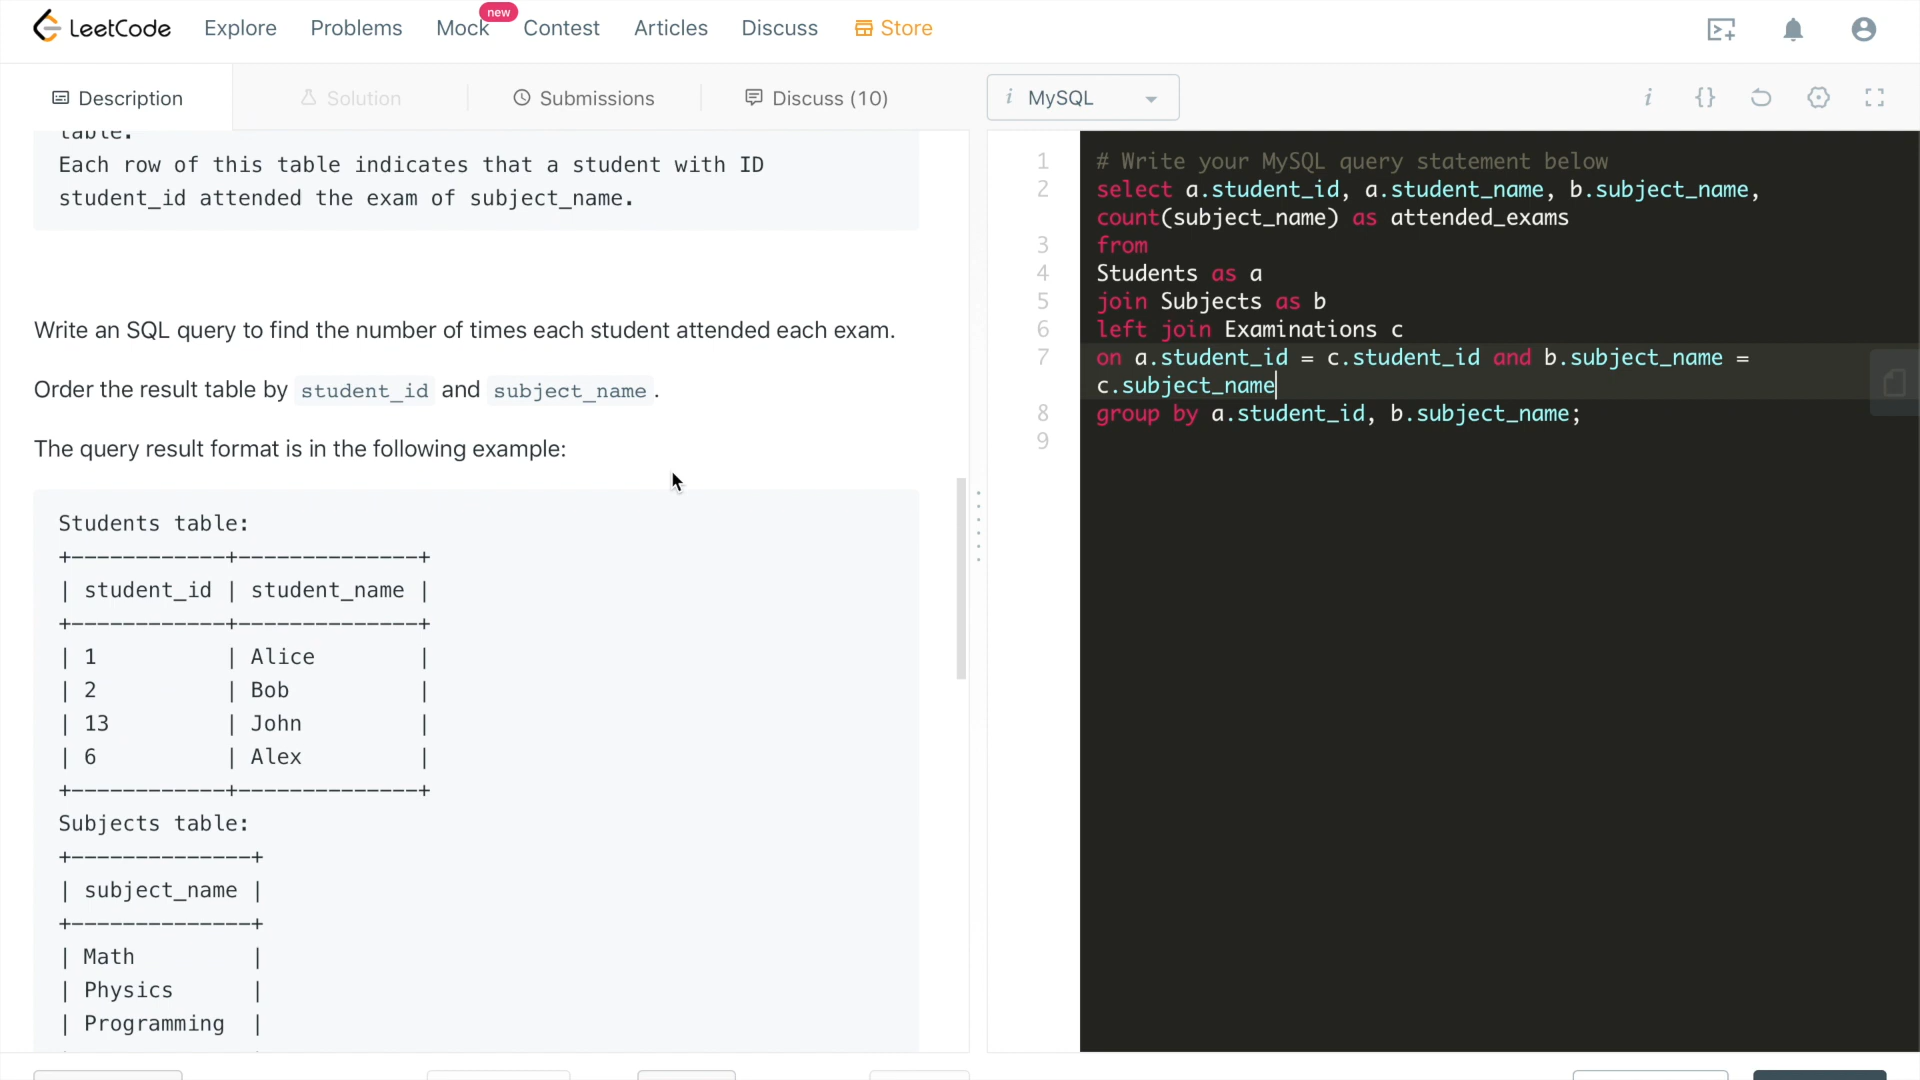 LeetCode Explore Problems Mock new Contest Articles Discuss Store
Description Solution Submissions Discuss (10) i MySQL i {}
table.
Each row of this table indicates that a student with ID
student_id attended the exam of subject_name.
Write an SQL query to find the number of times each student attended each exam.
Order the result table by student_id and subject_name .
The query result format is in the following example:
Students table:
+------------+--------------+
| student_id | student_name |
+------------+--------------+
| 1 | Alice |
| 2 | Bob |
| 13 | John |
| 6 | Alex |
+------------+--------------+
Subjects table:
+--------------+
| subject_name |
+--------------+
| Math |
| Physics |
| Programming |
1 # Write your MySQL query statement below
2 select a.student_id, a.student_name, b.subject_name,
count(subject_name) as attended_exams
3 from
4 Students as a
5 join Subjects as b
6 left join Examinations c
7 on a.student_id = c.student_id and b.subject_name =
c.subject_name
8 group by a.student_id, b.subject_name;
9